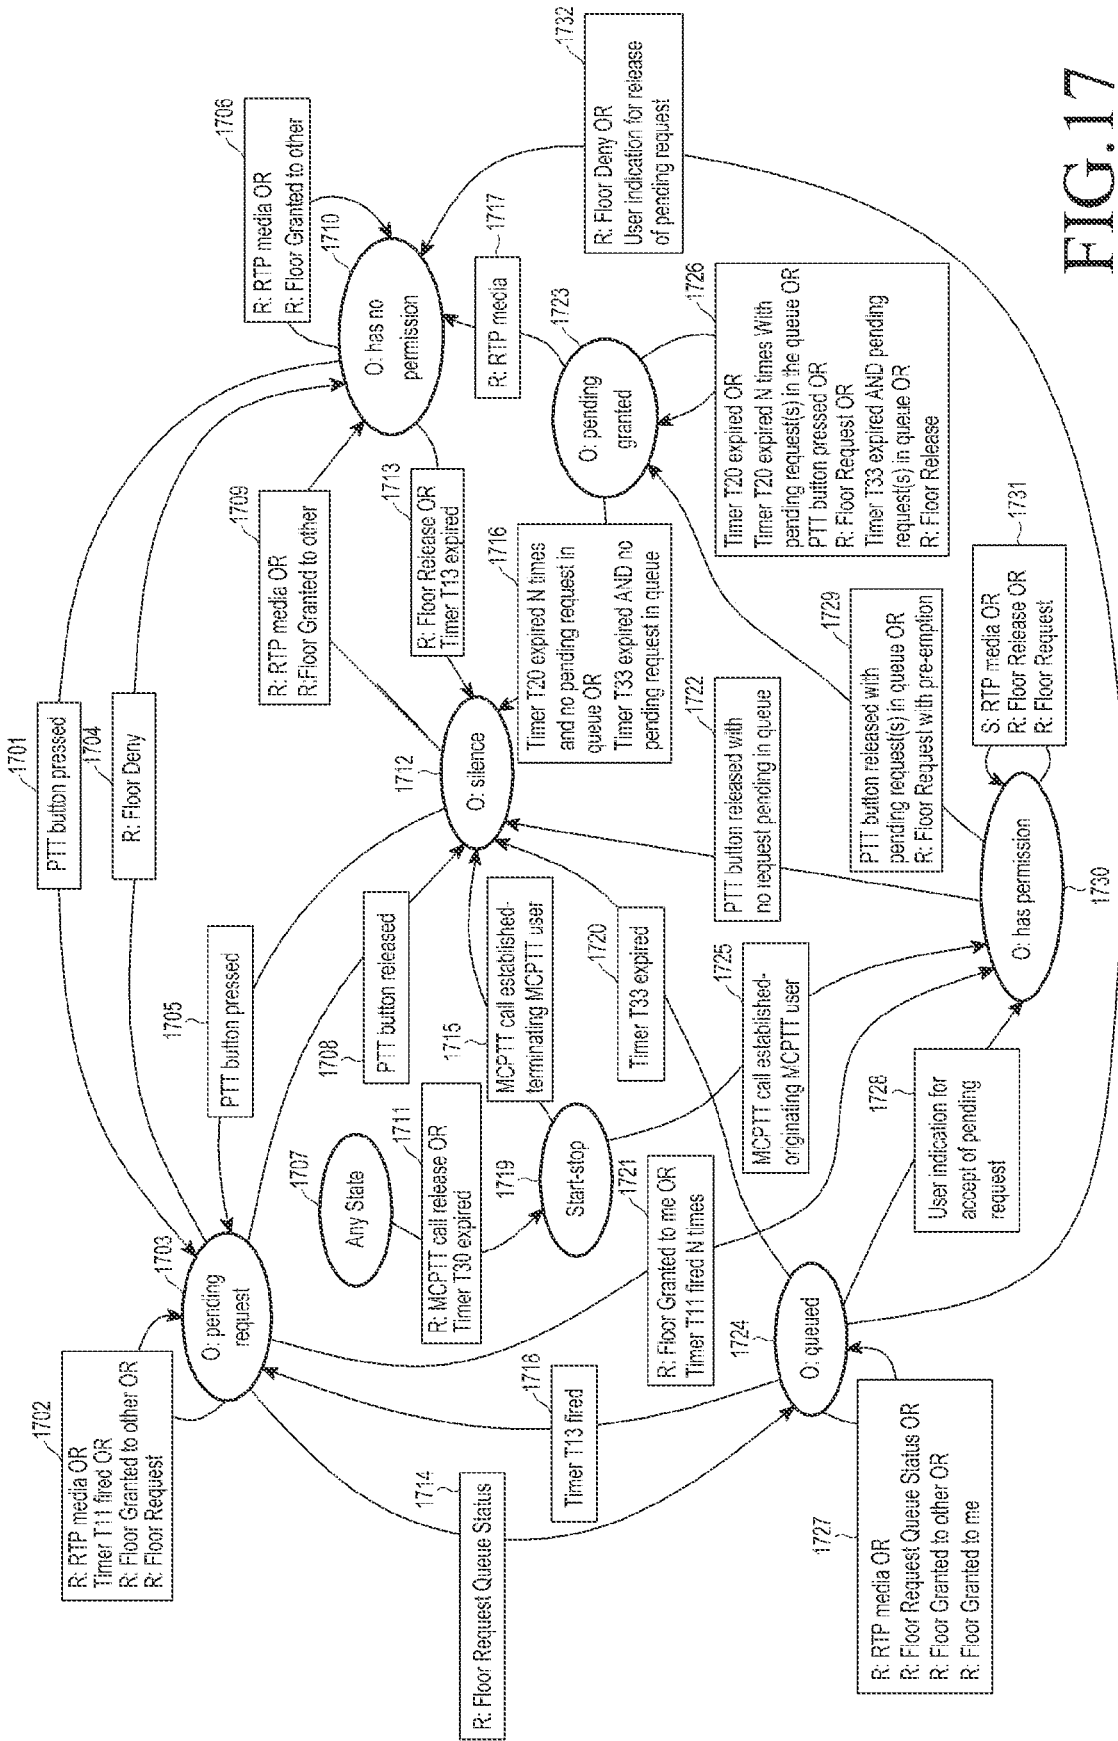 1702
R: RTP media OR
Timer T11 fired OR
R: Floor Granted to other OR
R: Floor Request
1701
PTT button pressed
1704
R: Floor Deny
1706
R: RTP media OR
R: Floor Granted to other
1703
O: pending
request
1705
PTT button pressed
1709
R: RTP media OR
R:Floor Granted to other
1710
O: has no
permission
1714
R: Floor Request Queue Status
1718
Timer T13 fired
1707
Any State
1711
R: MCPTT call release OR
Timer T30 expired
1708
PTT button released
1712
O: silence
1713
R: Floor Release OR
Timer T13 expired
1717
R: RTP media
1732
R: Floor Deny OR
User indication for release
of pending request
1719
Start-stop
1715
MCPTT call established-
terminating MCPTT user
1716
Timer T20 expired N times
and no pending request in
queue OR
Timer T33 expired AND no
pending request in queue
1723
O: pending
granted
1721
R: Floor Granted to me OR
Timer T11 fired N times
1720
Timer T33 expired
1722
PTT button released with
no request pending in queue
1726
Timer T20 expired OR
Timer T20 expired N times With
pending request(s) in the queue OR
PTT button pressed OR
R: Floor Request OR
Timer T33 expired AND pending
request(s) in queue OR
R: Floor Release
1724
O: queued
1725
MCPTT call established-
originating MCPTT user
1729
PTT button released with
pending request(s) in queue OR
R: Floor Request with pre-emption
1727
R: RTP media OR
R: Floor Request Queue Status OR
R: Floor Granted to other OR
R: Floor Granted to me
1728
User indication for
accept of pending
request
1730
O: has permission
1731
S: RTP media OR
R: Floor Release OR
R: Floor Request
FIG.17